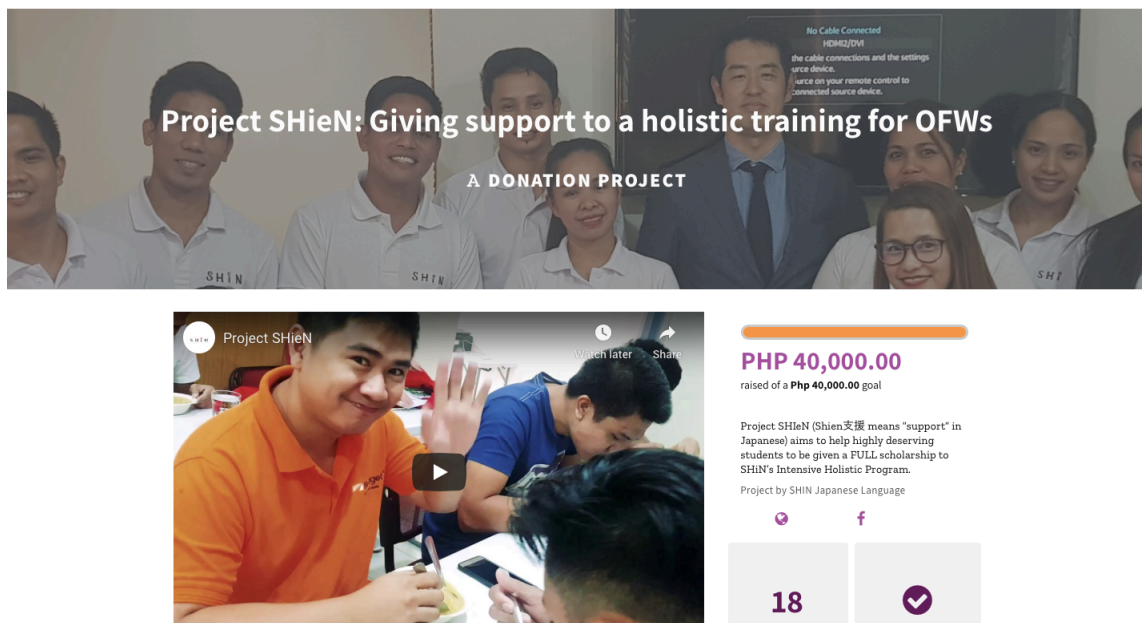 No Cable Connected
HDMI2/DVI
the cable connections and the settings
urce device.
urce on your remote control to
connected source device.
Project SHieN: Giving support to a holistic training for OFWs
A DONATION PROJECT
SHiN
SHiN
SHi
SHiN
Project SHieN
Watch later
Share
PHP 40,000.00
raised of a Php 40,000.00 goal
Project SHIeN (Shien支援 means "support" in
Japanese) aims to help highly deserving
students to be given a FULL scholarship to
SHiN's Intensive Holistic Program.
Project by SHIN Japanese Language
18